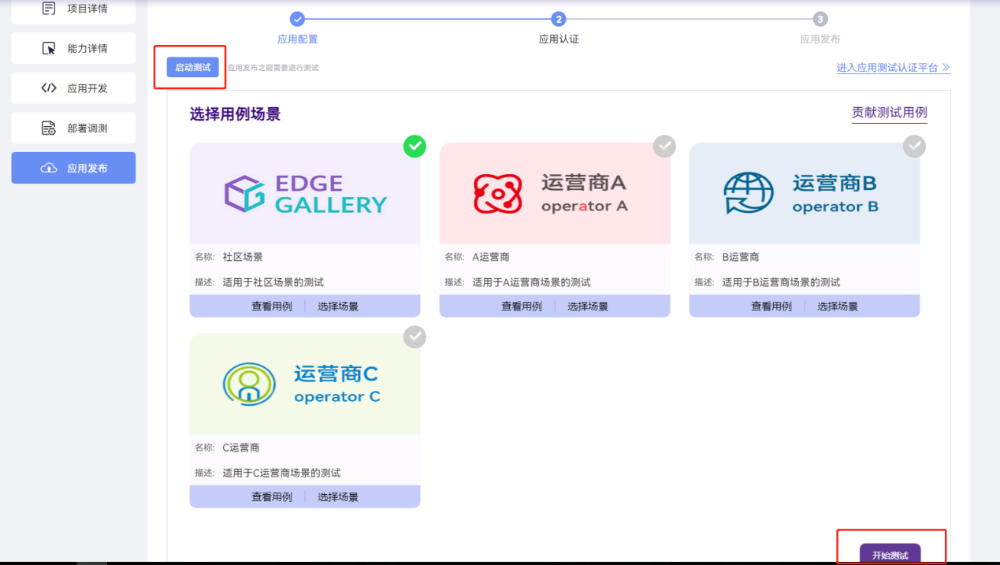 项目详情
能力详情
应用开发
部署调测
应用发布
2
3
应用配置
应用认证
应用发布
启动测试
应用发布之前需要进行测试
进入应用测试认证平台
选择用例场景
贡献测试用例
EDGE
GALLERY
名称: 社区场景
描述: 适用于社区场景的测试
查看用例
选择场景
运营商A
operator A
名称: A运营商
描述: 适用于A运营商场景的测试
查看用例
选择场景
运营商B
operator B
名称: B运营商
描述: 适用于B运营商场景的测试
查看用例
选择场景
运营商C
operator C
名称: C运营商
描述: 适用于C运营商场景的测试
查看用例
选择场景
开始测试